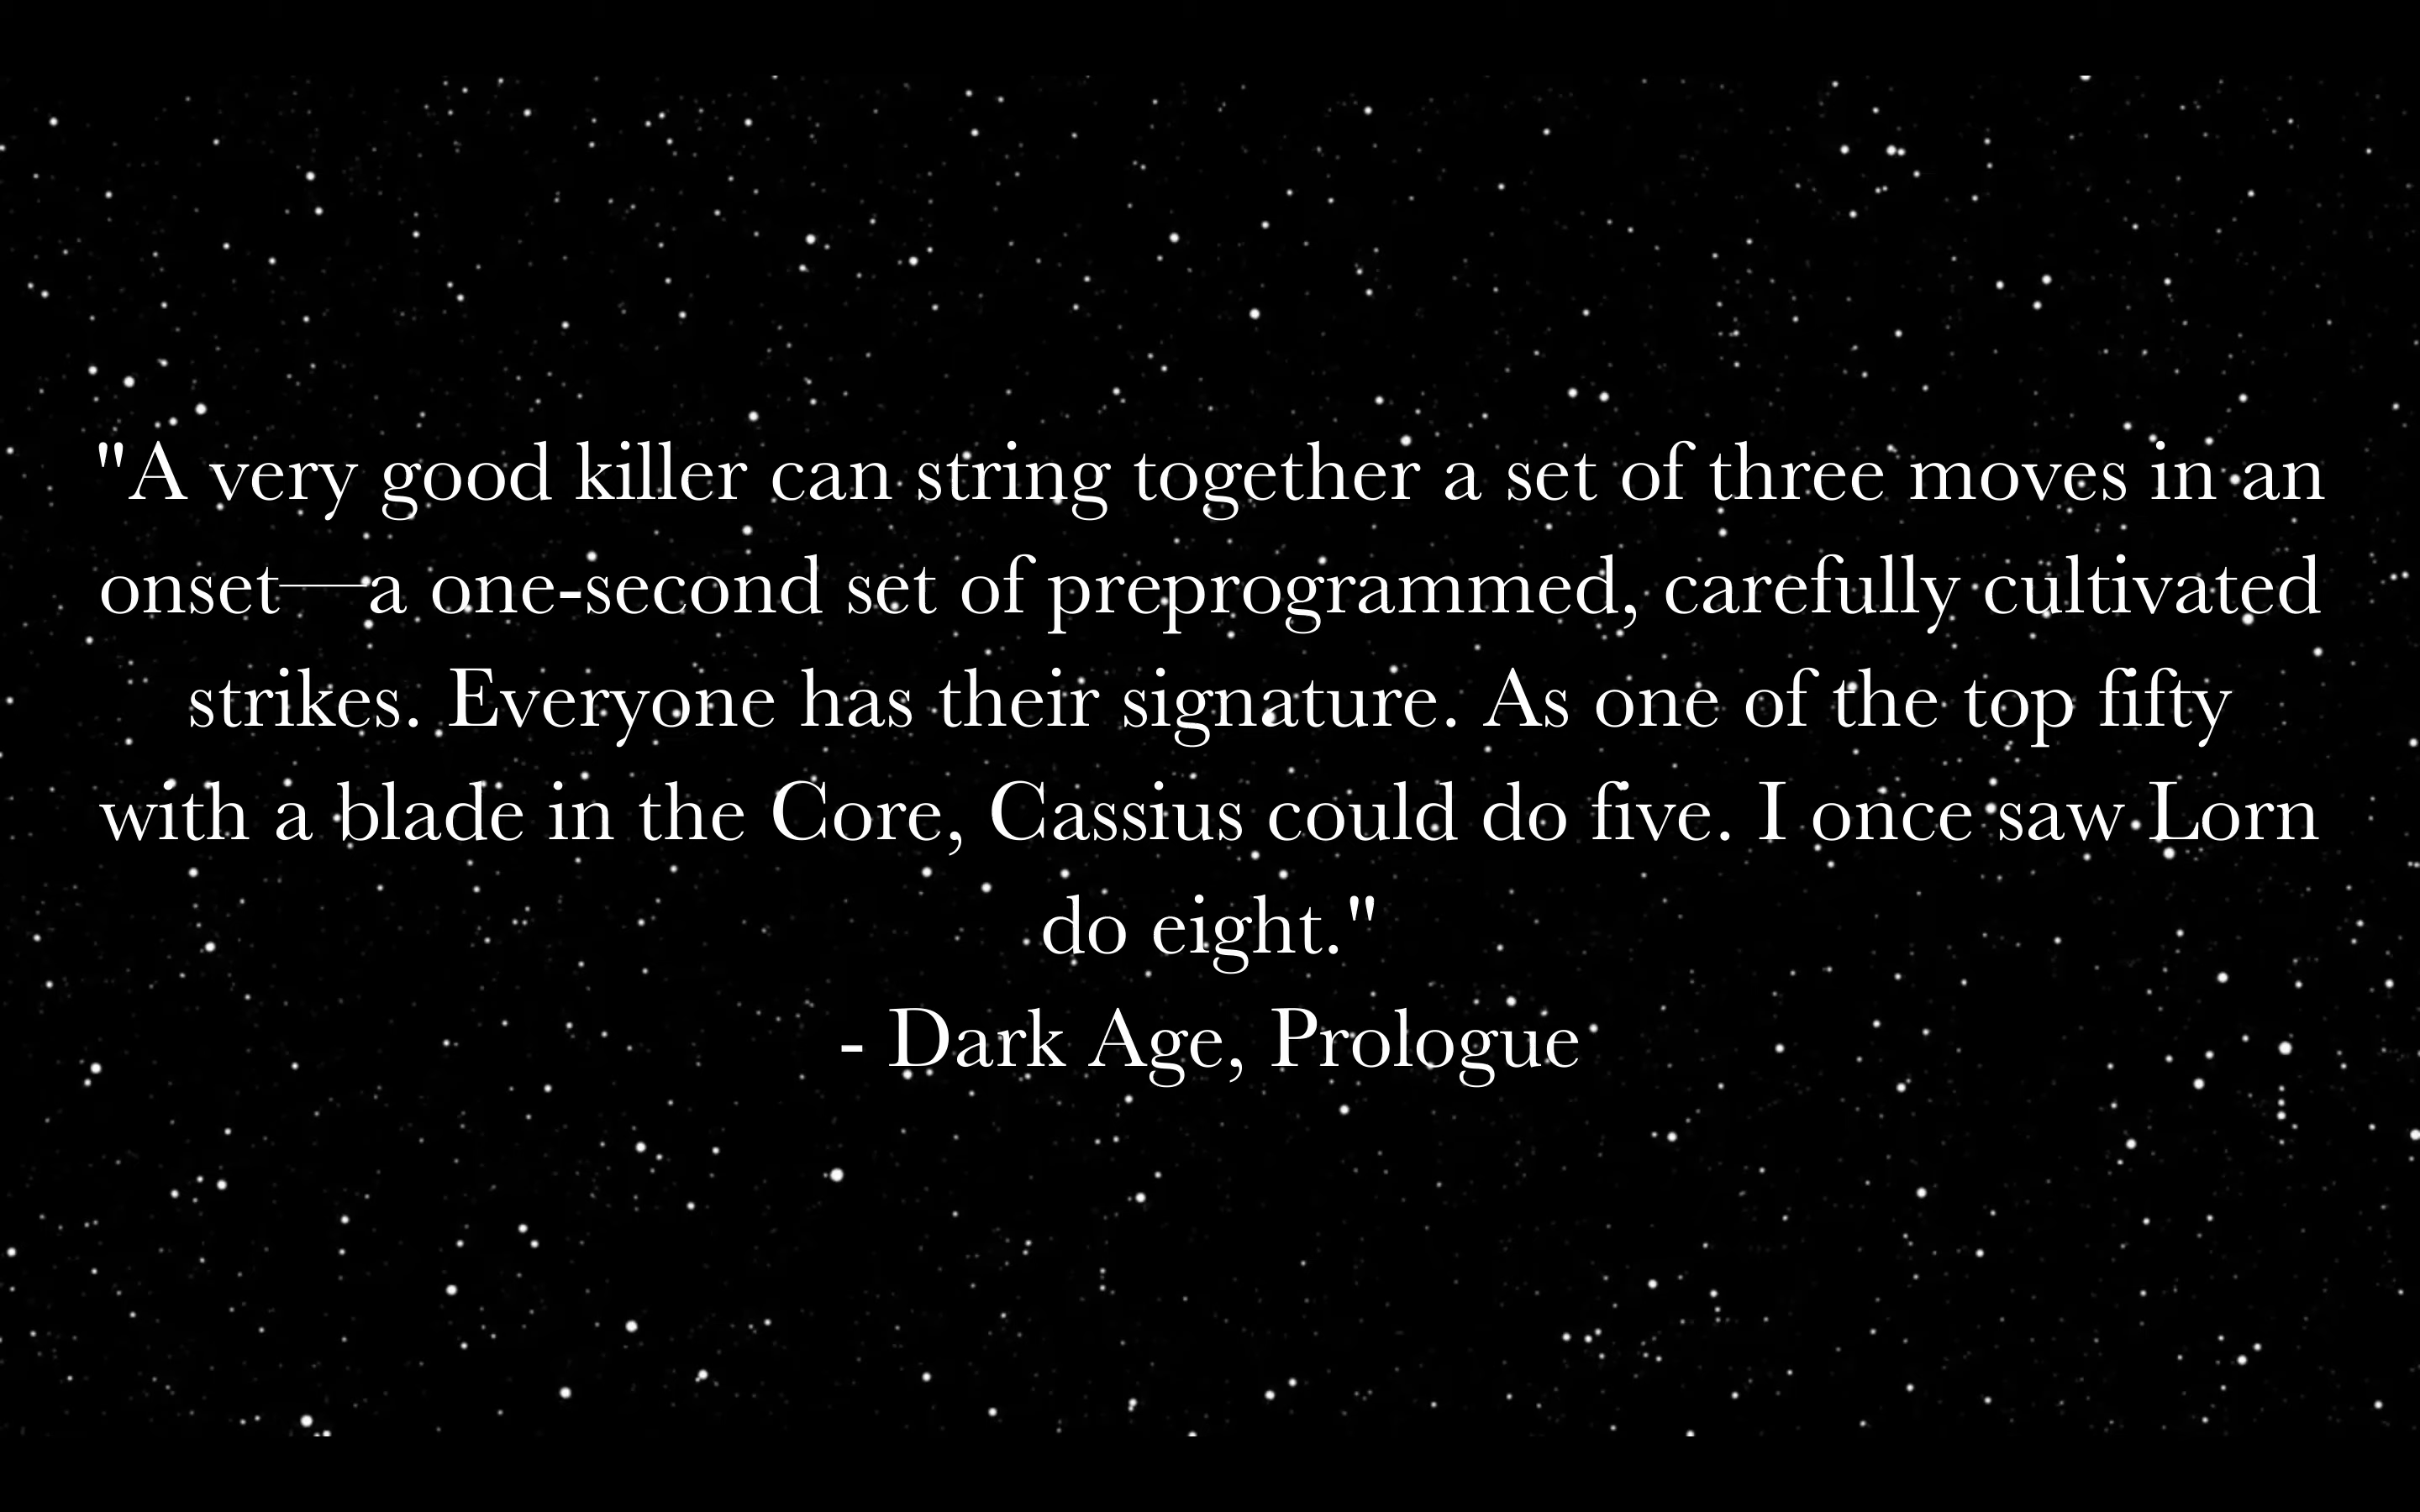 "A very good killer can string together a set of three moves in an
onset—a one-second set of preprogrammed, carefully cultivated
strikes. Everyone has their signature. As one of the top fifty
with a blade in the Core, Cassius could do five. I once saw Lorn
do eight."
- Dark Age, Prologue